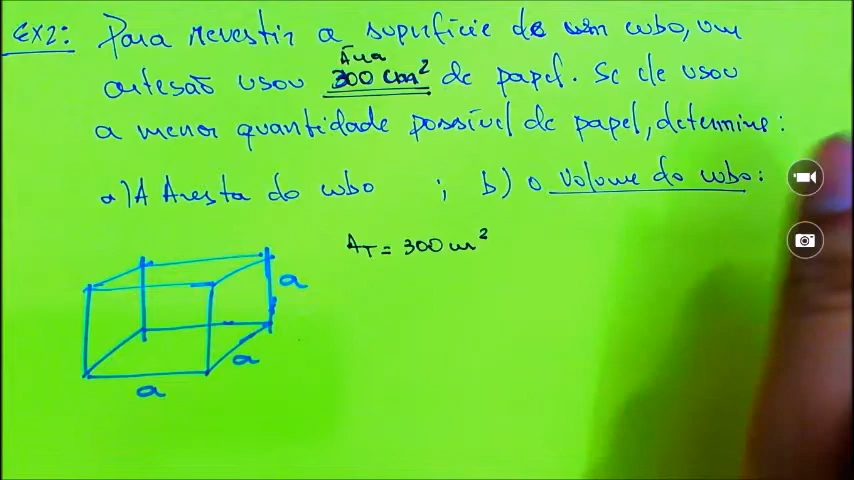 EX2: Para revestir a superfície de um cubo, um
Área
artesão usou 300 cm² de papel. Se ele usou
a menor quantidade possível de papel, determine:
a) A Aresta do cubo ; b) o volume do cubo:
A_T = 300 cm²
a
a
a